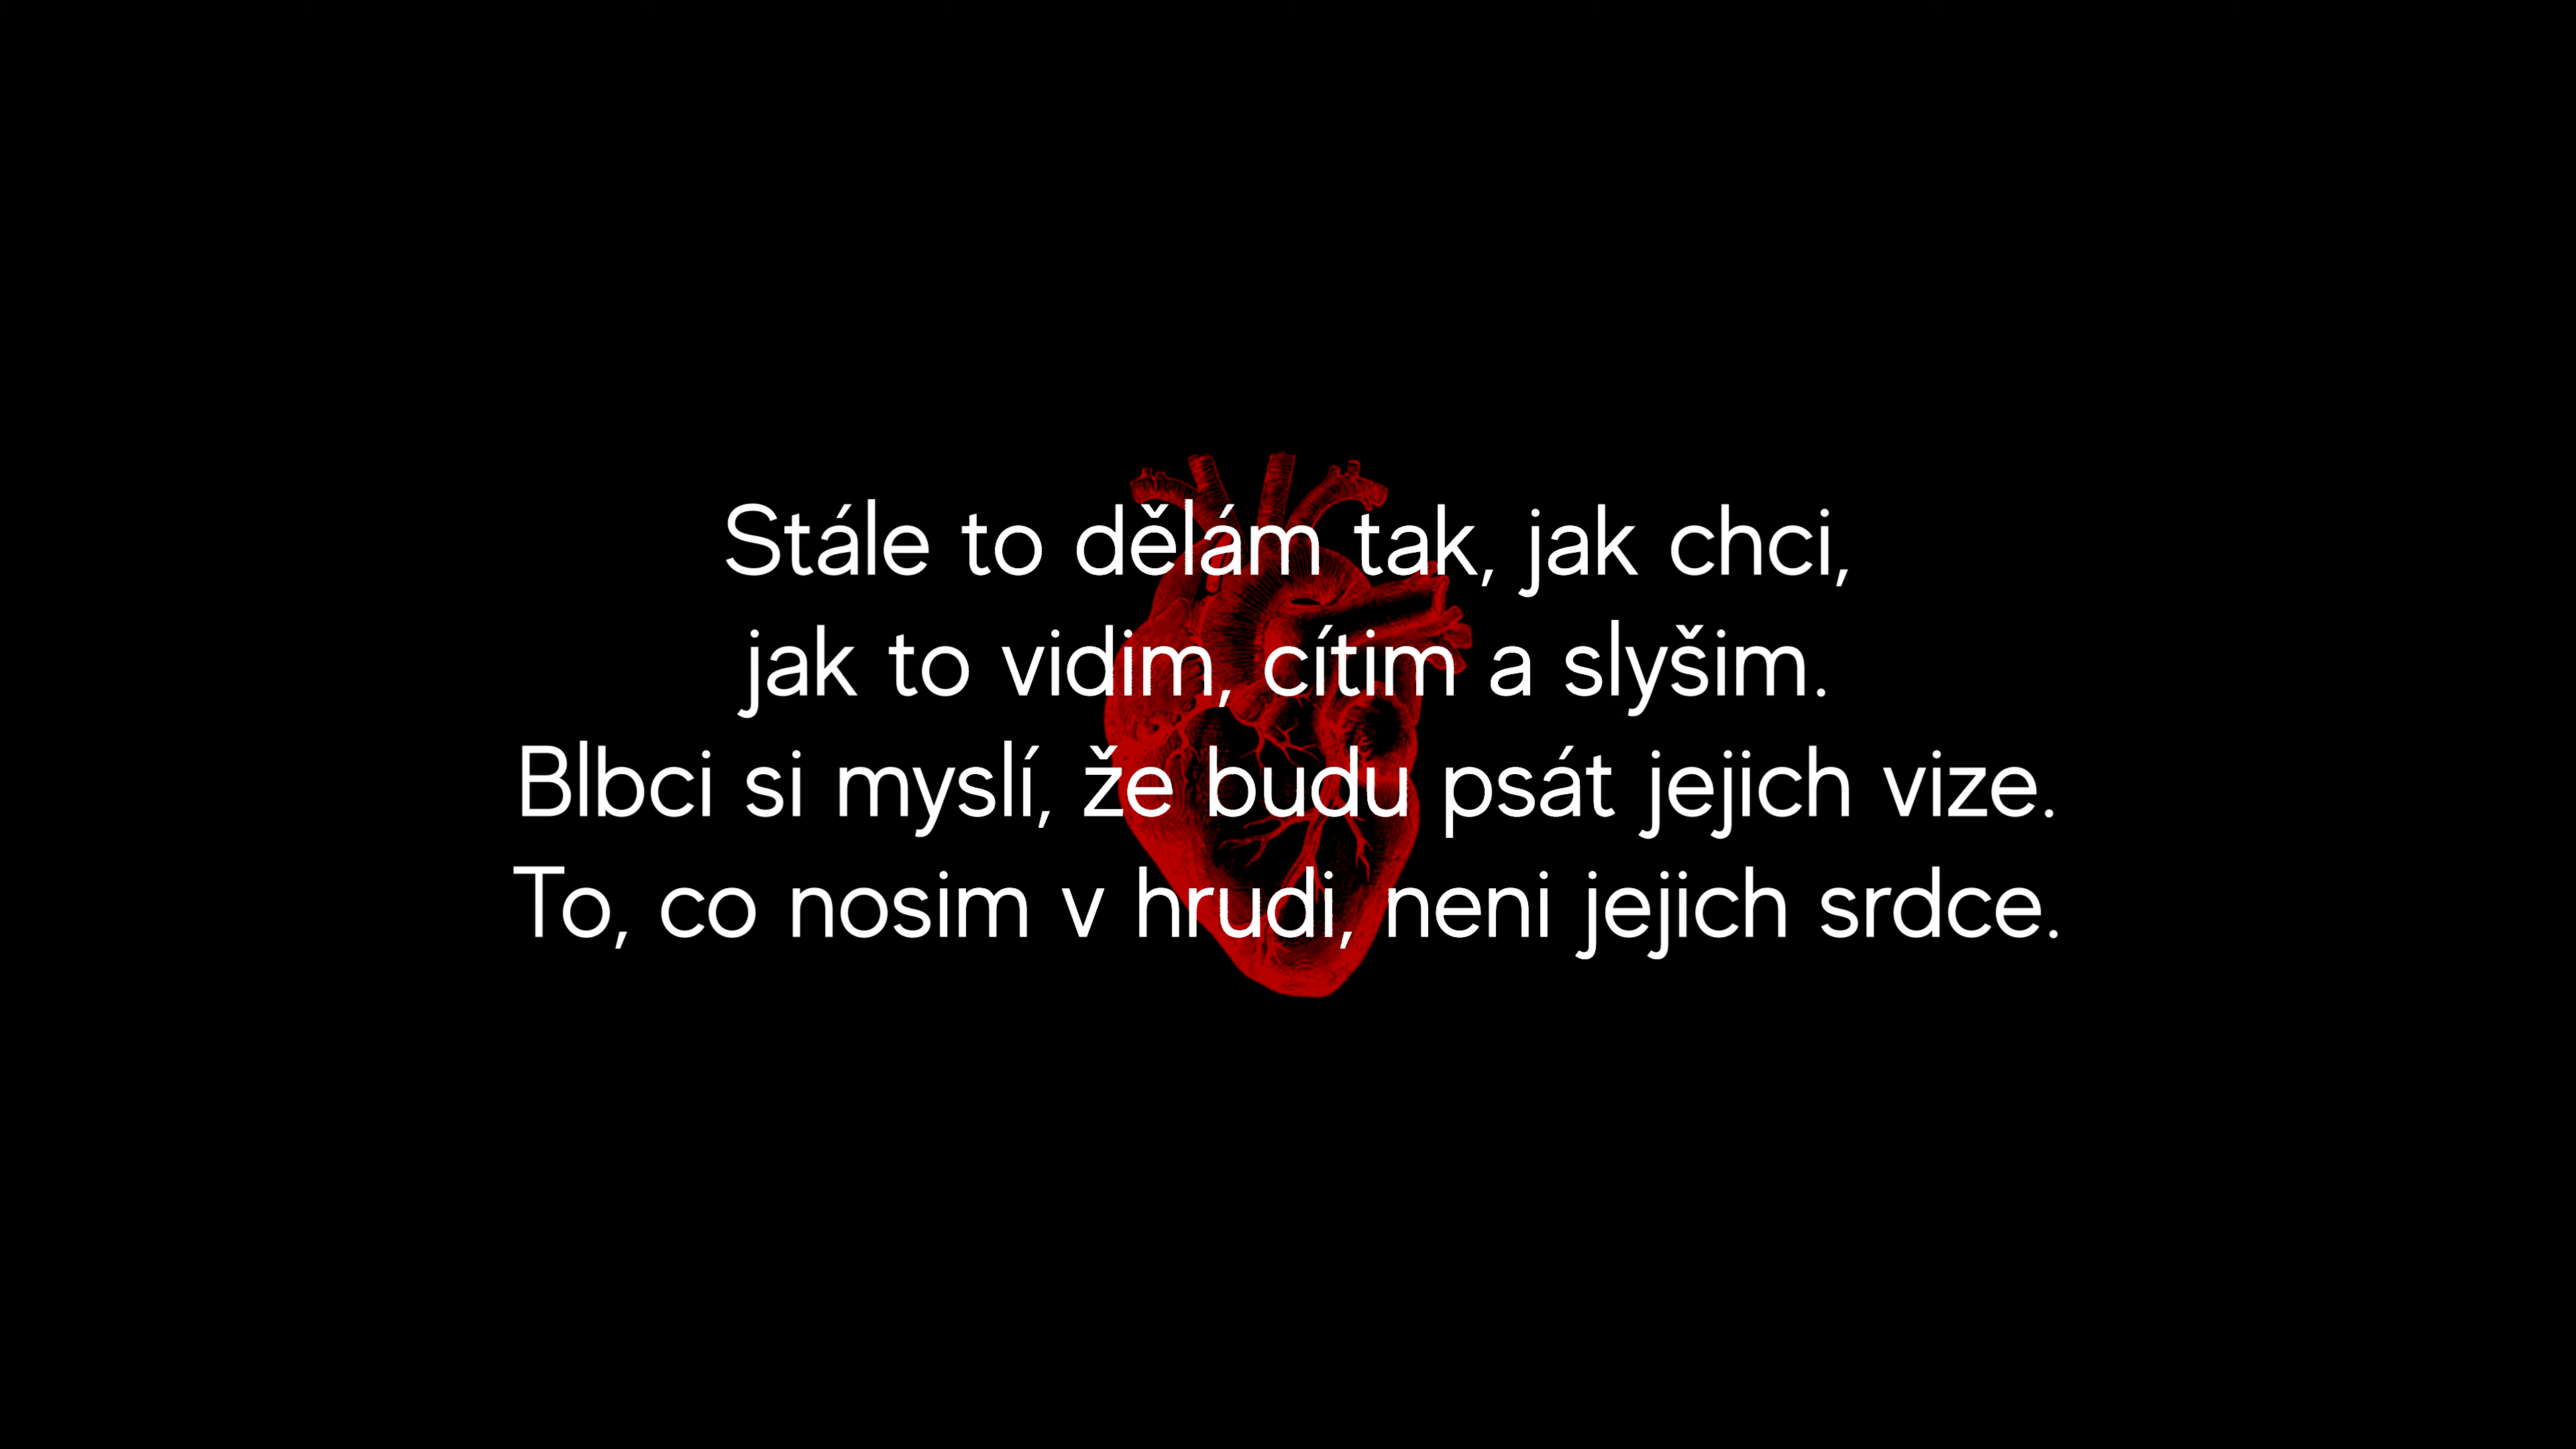 Stále to dělám tak, jak chci,
jak to vidim, cítim a slyšim.
Blbci si myslí, že budu psát jejich vize.
To, co nosim v hrudi, neni jejich srdce.